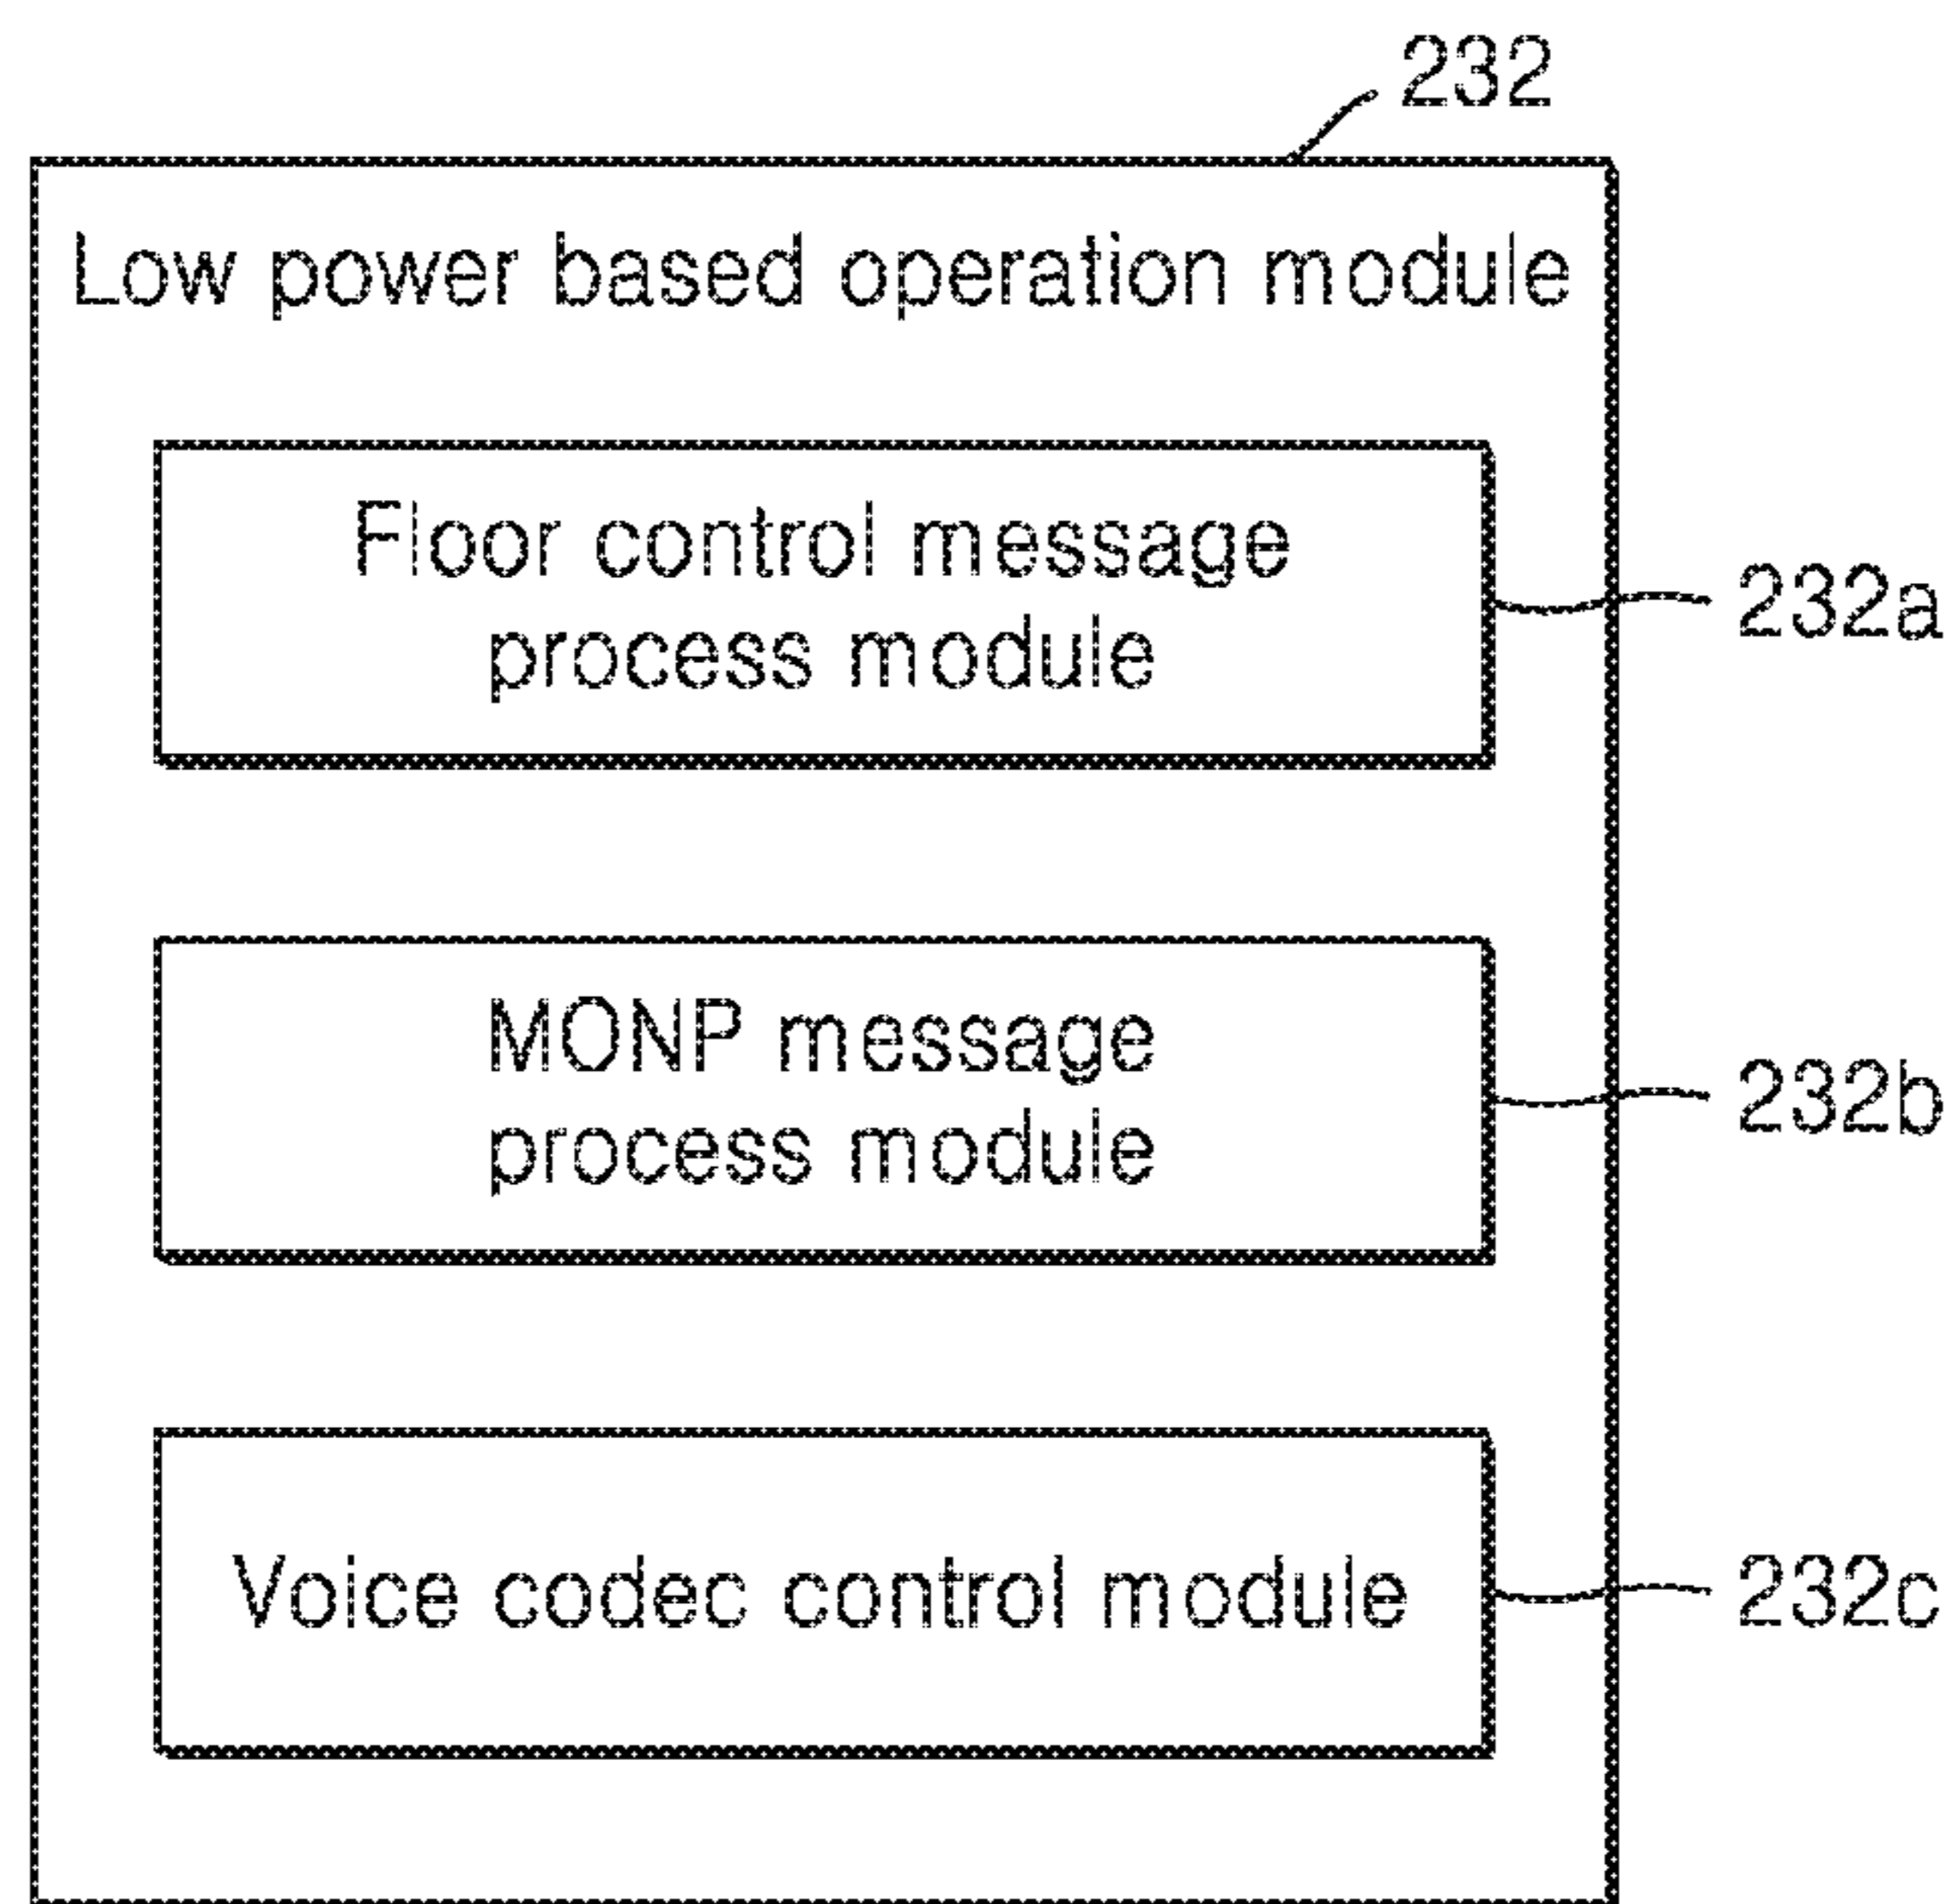 232
Low power based operation module
Floor control message
process module
232a
MONP message
process module
232b
Voice codec control module
232c